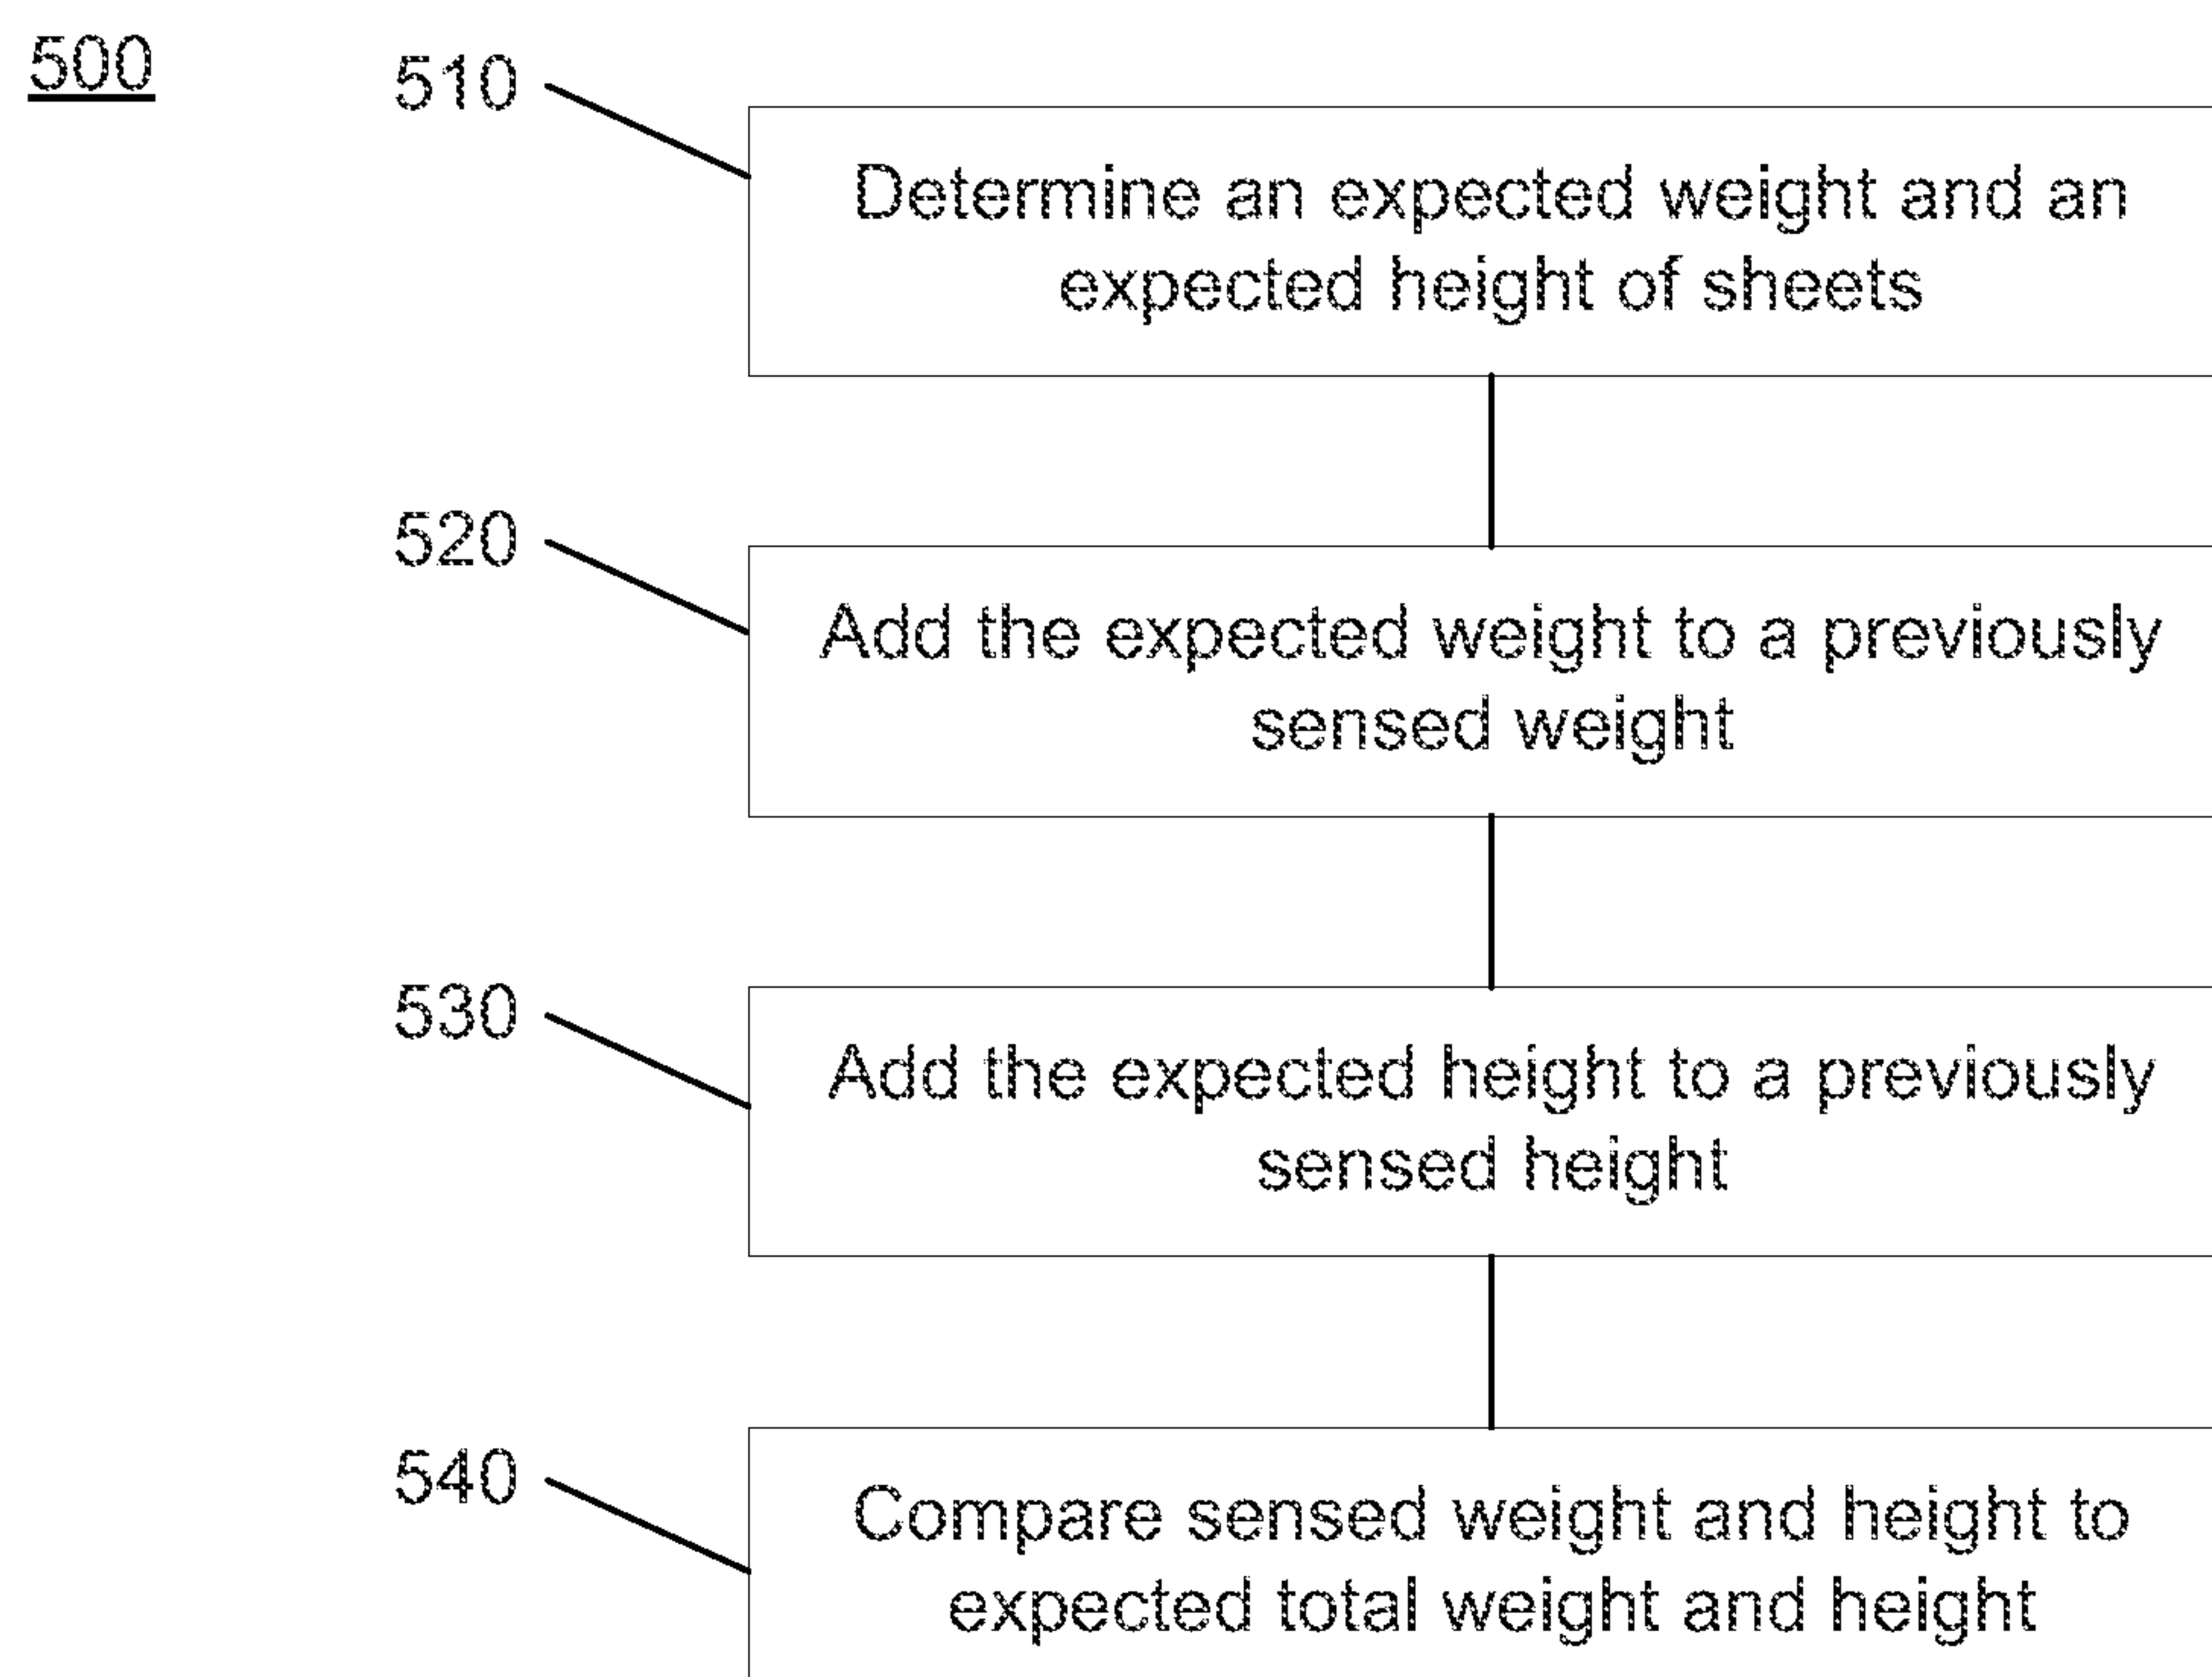 500
510
Determine an expected weight and an
expected height of sheets
520
Add the expected weight to a previously
sensed weight
530
Add the expected height to a previously
sensed height
540
Compare sensed weight and height to
expected total weight and height